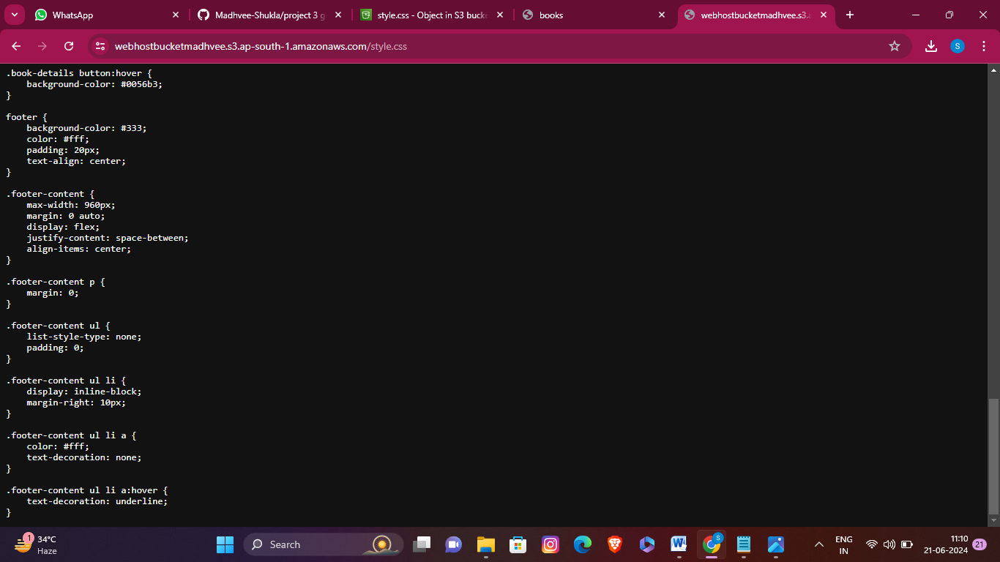 WhatsApp
Madhvee-Shukla/project 3 g
style.css - Object in S3 bucke
books
webhostbucketmadhvee.s3.a
webhostbucketmadhvee.s3.ap-south-1.amazonaws.com/style.css
S
.book-details button:hover {
    background-color: #0056b3;
}
footer {
    background-color: #333;
    color: #fff;
    padding: 20px;
    text-align: center;
}
.footer-content {
    max-width: 960px;
    margin: 0 auto;
    display: flex;
    justify-content: space-between;
    align-items: center;
}
.footer-content p {
    margin: 0;
}
.footer-content ul {
    list-style-type: none;
    padding: 0;
}
.footer-content ul li {
    display: inline-block;
    margin-right: 10px;
}
.footer-content ul li a {
    color: #fff;
    text-decoration: none;
}
.footer-content ul li a:hover {
    text-decoration: underline;
}
1
34°C
Haze
Search
W
S
ENG
IN
11:10
21-06-2024
21